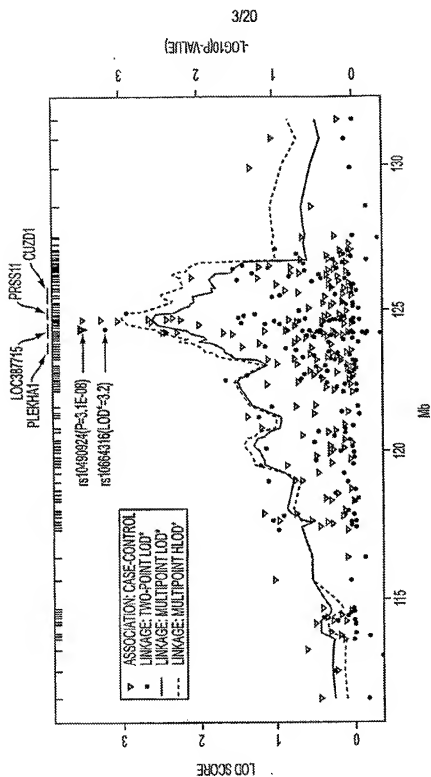 3/20
LOC387715
PRSS11
PLEKHA1
CUZD1
rs10490924(P=3.1E-08)
rs10664316(LOD*=3.2)
ASSOCIATION: CASE-CONTROL
LINKAGE: TWO-POINT LOD*
LINKAGE: MULTIPOINT LOD*
LINKAGE: MULTIPOINT HLOD*
LOD SCORE
3
2
1
0
-LOG10(P-VALUE)
3
2
1
0
115
120
125
130
Mb